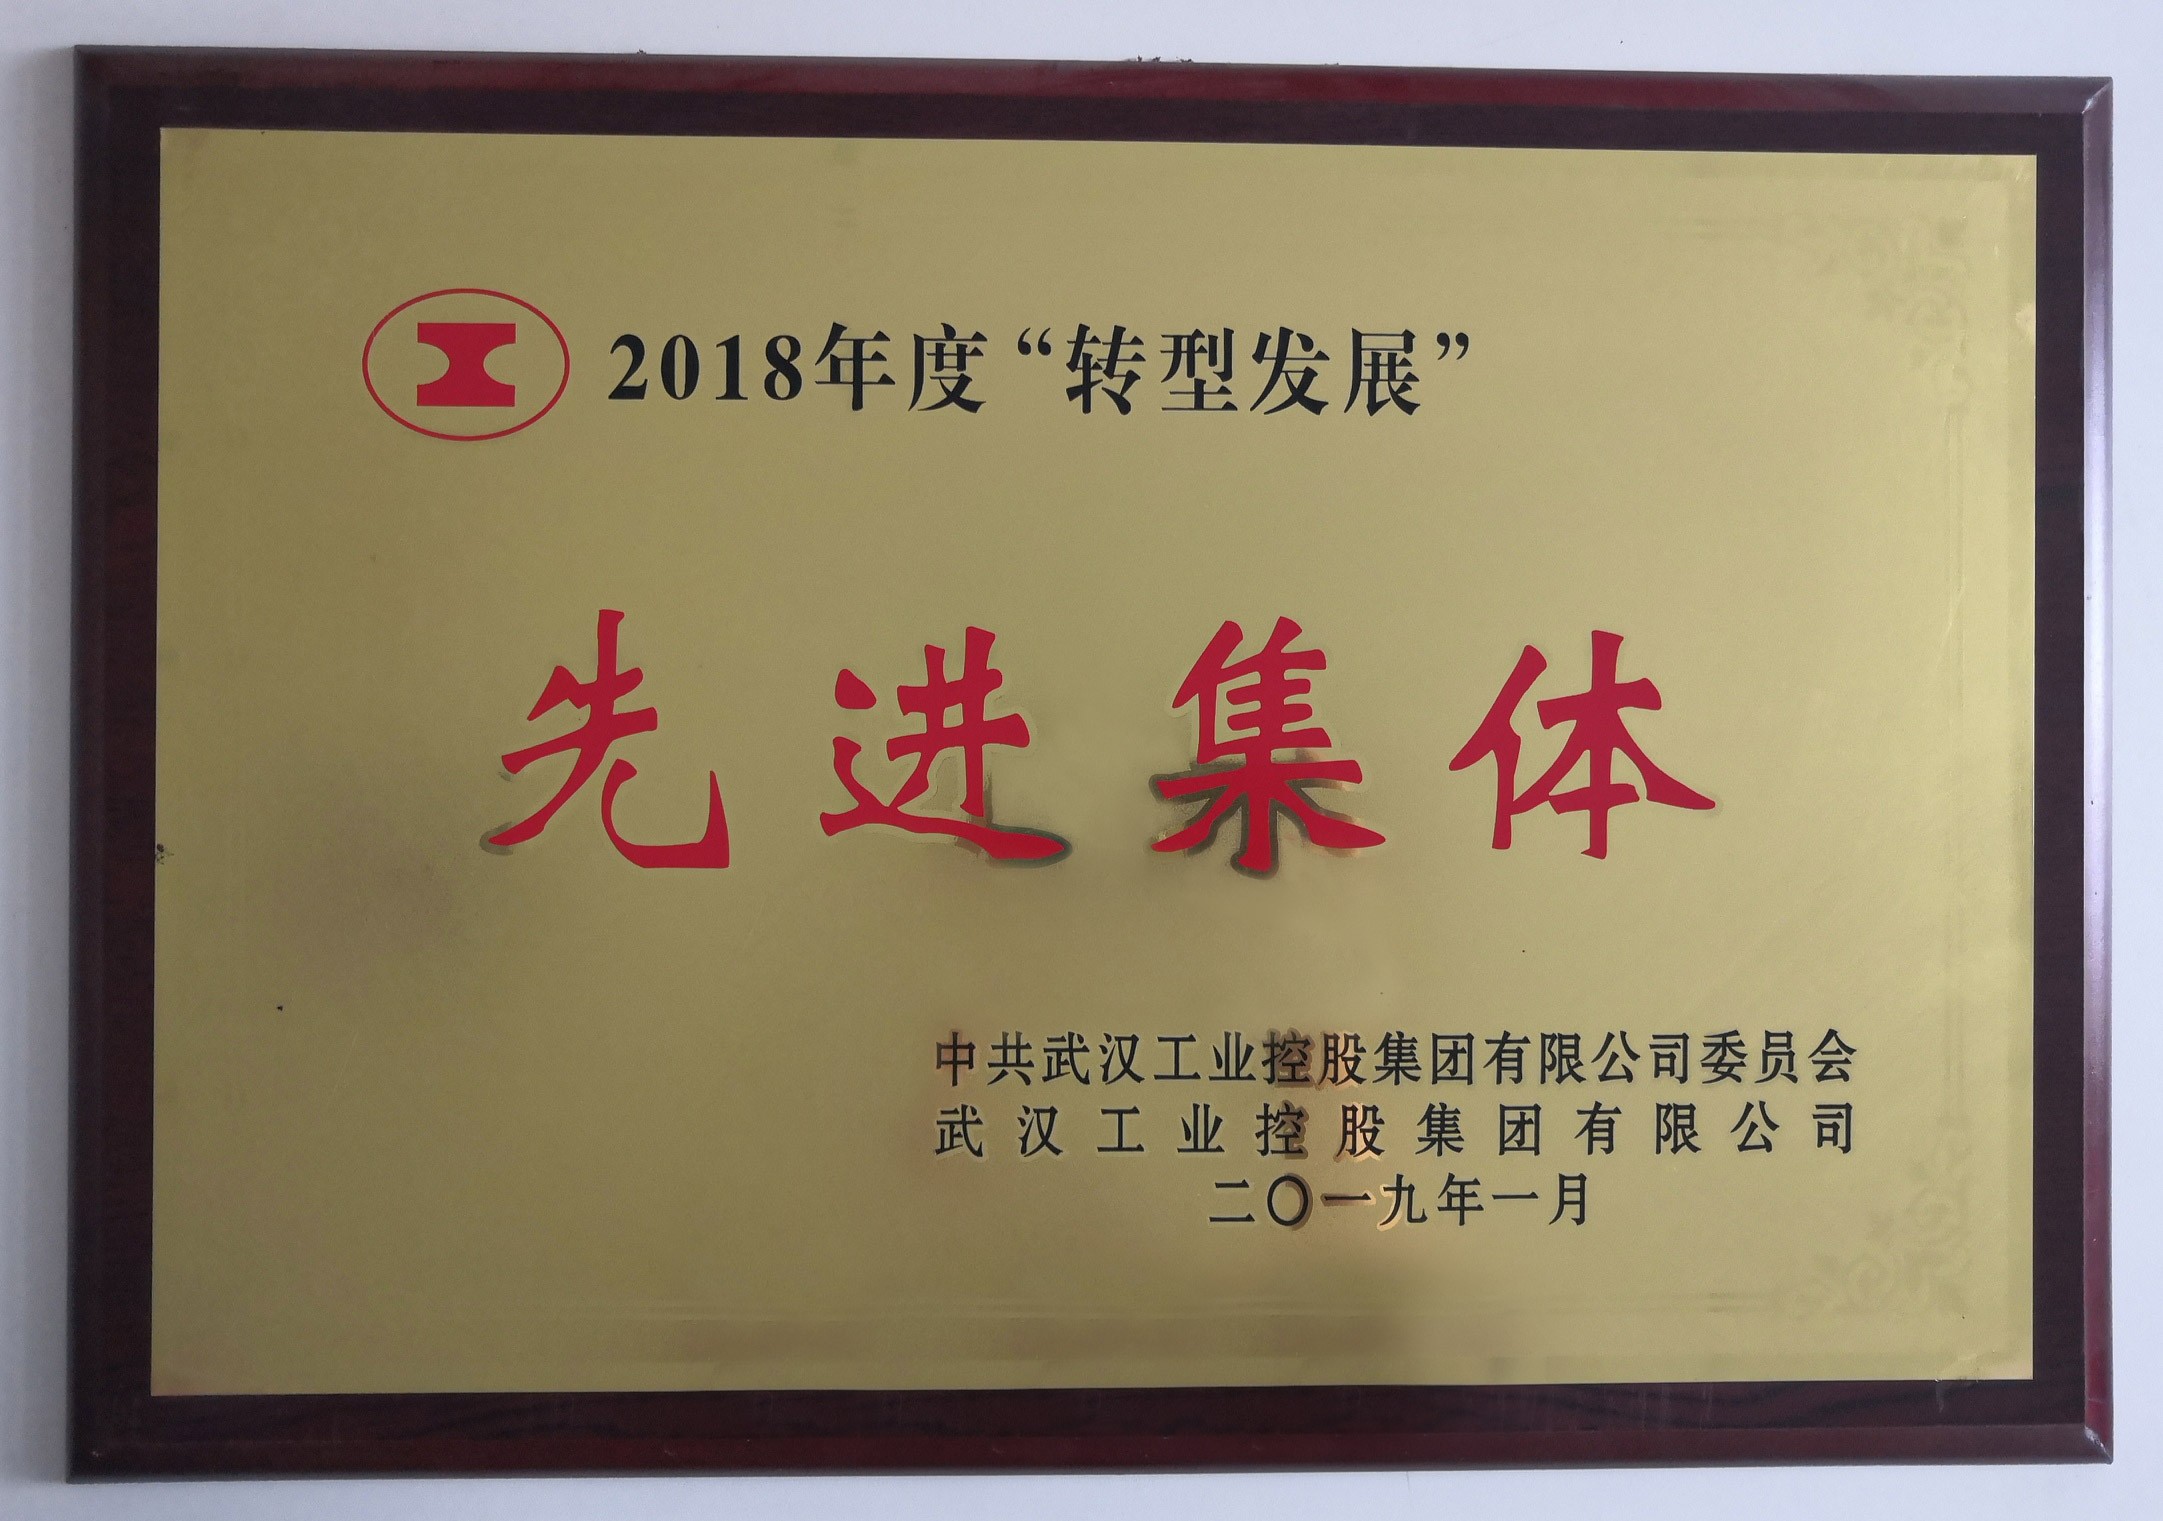 2018年度“转型发展”
先进集体
中共武汉工业控股集团有限公司委员会
武汉工业控股集团有限公司
二〇一九年一月